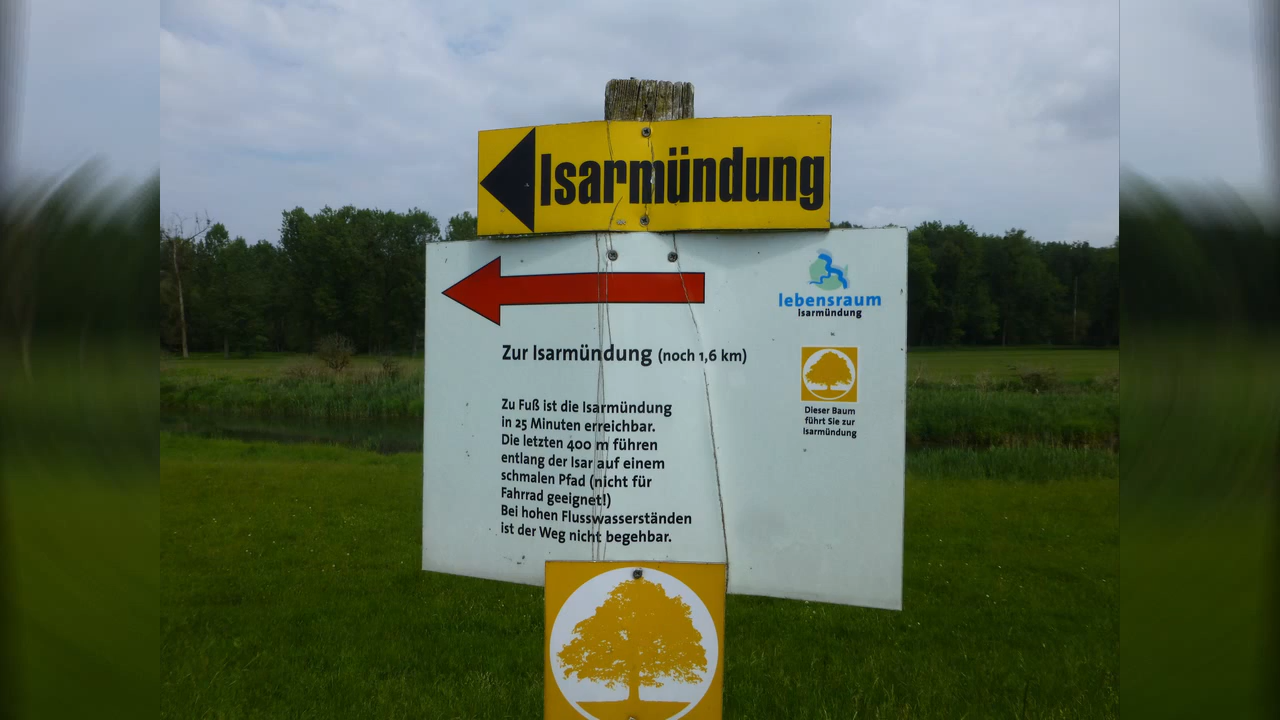 Isarmündung
lebensraum
Isarmündung
Zur Isarmündung (noch 1,6 km)
Zu Fuß ist die Isarmündung
in 25 Minuten erreichbar.
Die letzten 400 m führen
entlang der Isar auf einem
schmalen Pfad (nicht für
Fahrrad geeignet!)
Bei hohen Flusswasserständen
ist der Weg nicht begehbar.
Dieser Baum
führt Sie zur
Isarmündung